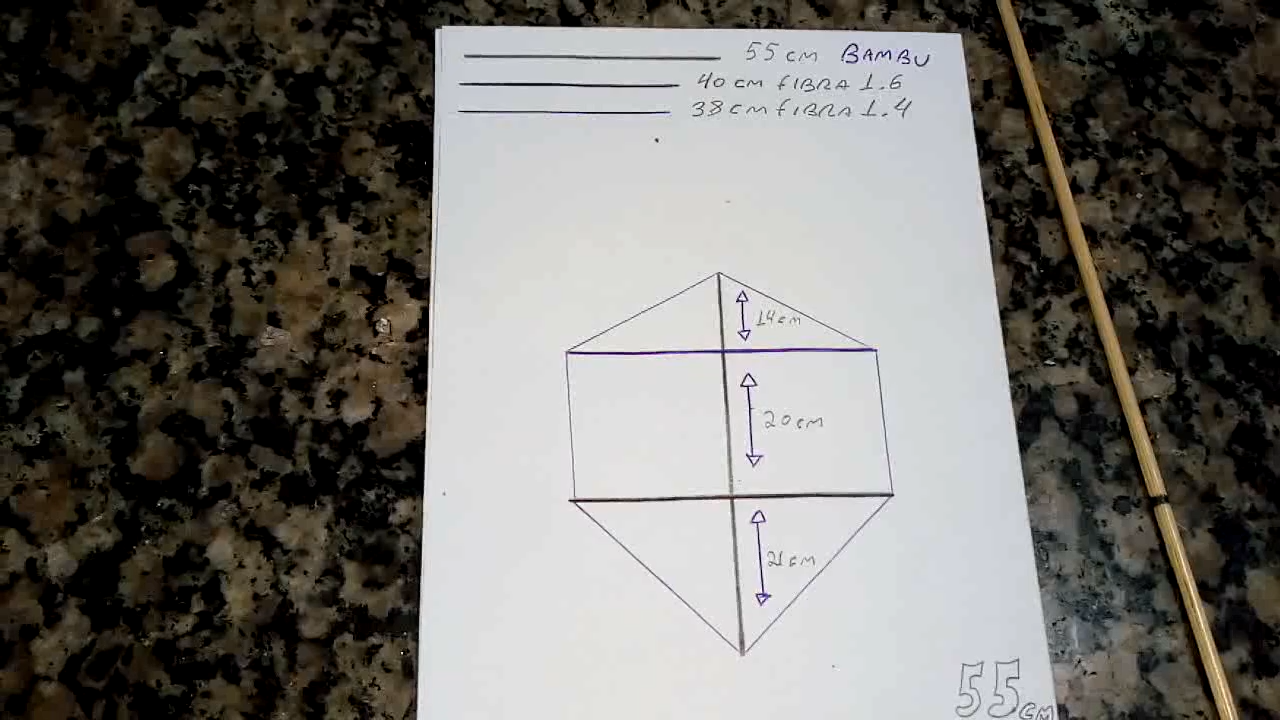 55 cm BAMBU
40 cm FIBRA 1.6
38 cm FIBRA 1.4
14 cm
20 cm
21 cm
55 cm